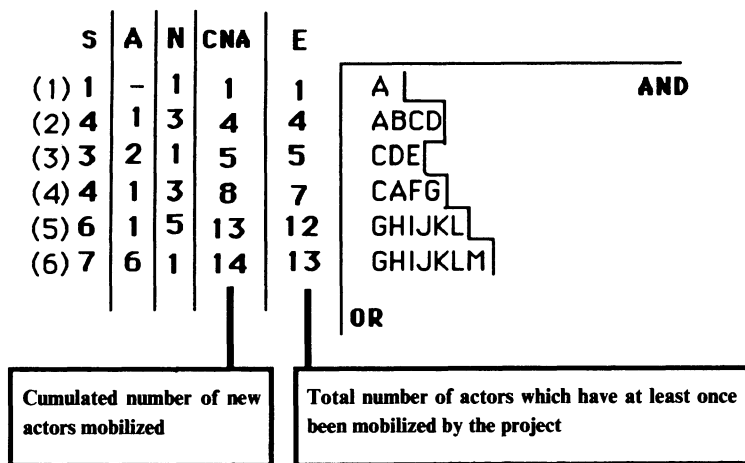 S A N CNA E
(1) 1 – 1 1 1 A AND
(2) 4 1 3 4 4 ABCD
(3) 3 2 1 5 5 CDE
(4) 4 1 3 8 7 CAFG
(5) 6 1 5 13 12 GHIJKL
(6) 7 6 1 14 13 GHIJKLM
OR
Cumulated number of new
actors mobilized
Total number of actors which have at least once
been mobilized by the project